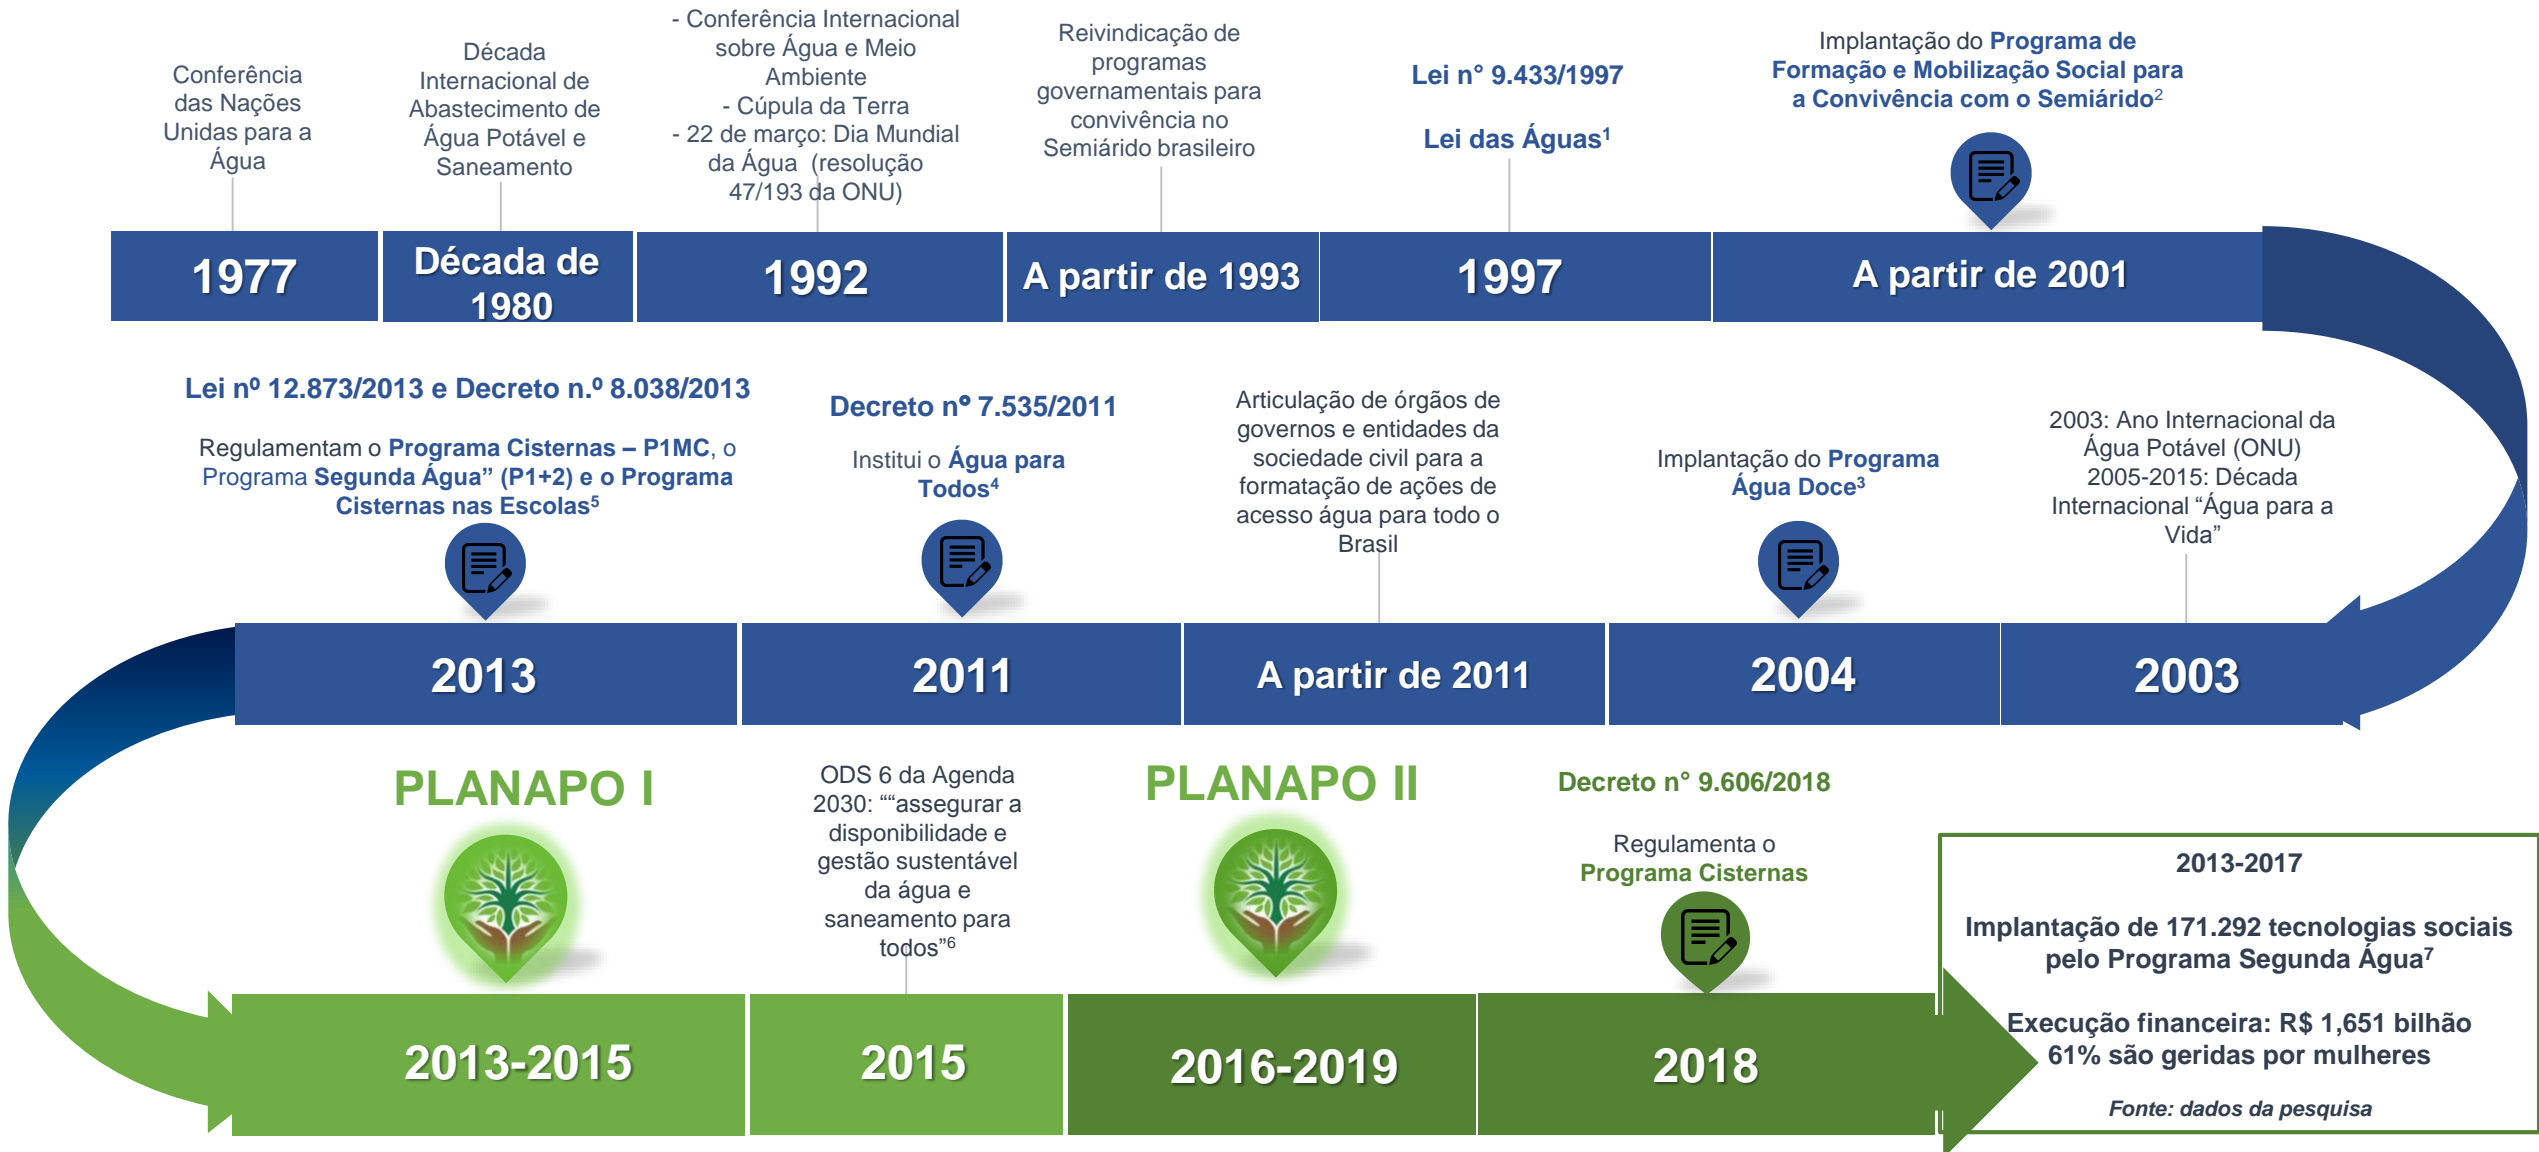 Conferência
das Nações
Unidas para a
Água
Década
Internacional de
Abastecimento de
Água Potável e
Saneamento
- Conferência Internacional
sobre Água e Meio
Ambiente
- Cúpula da Terra
- 22 de março: Dia Mundial
da Água (resolução
47/193 da ONU)
Reivindicação de
programas
governamentais para
convivência no
Semiárido brasileiro
Lei n° 9.433/1997
Lei das Águas¹
Implantação do Programa de
Formação e Mobilização Social para
a Convivência com o Semiárido²
1977
Década de
1980
1992
A partir de 1993
1997
A partir de 2001
Lei nº 12.873/2013 e Decreto n.º 8.038/2013
Regulamentam o Programa Cisternas – P1MC, o
Programa Segunda Água” (P1+2) e o Programa
Cisternas nas Escolas⁵
Decreto nº 7.535/2011
Institui o Água para
Todos⁴
Articulação de órgãos de
governos e entidades da
sociedade civil para a
formatação de ações de
acesso água para todo o
Brasil
Implantação do Programa
Água Doce³
2003: Ano Internacional da
Água Potável (ONU)
2005-2015: Década
Internacional “Água para a
Vida”
2013
2011
A partir de 2011
2004
2003
PLANAPO I
ODS 6 da Agenda
2030: ““assegurar a
disponibilidade e
gestão sustentável
da água e
saneamento para
todos”⁶
PLANAPO II
Decreto n° 9.606/2018
Regulamenta o
Programa Cisternas
2013-2015
2015
2016-2019
2018
2013-2017
Implantação de 171.292 tecnologias sociais
pelo Programa Segunda Água⁷
Execução financeira: R$ 1,651 bilhão
61% são geridas por mulheres
Fonte: dados da pesquisa